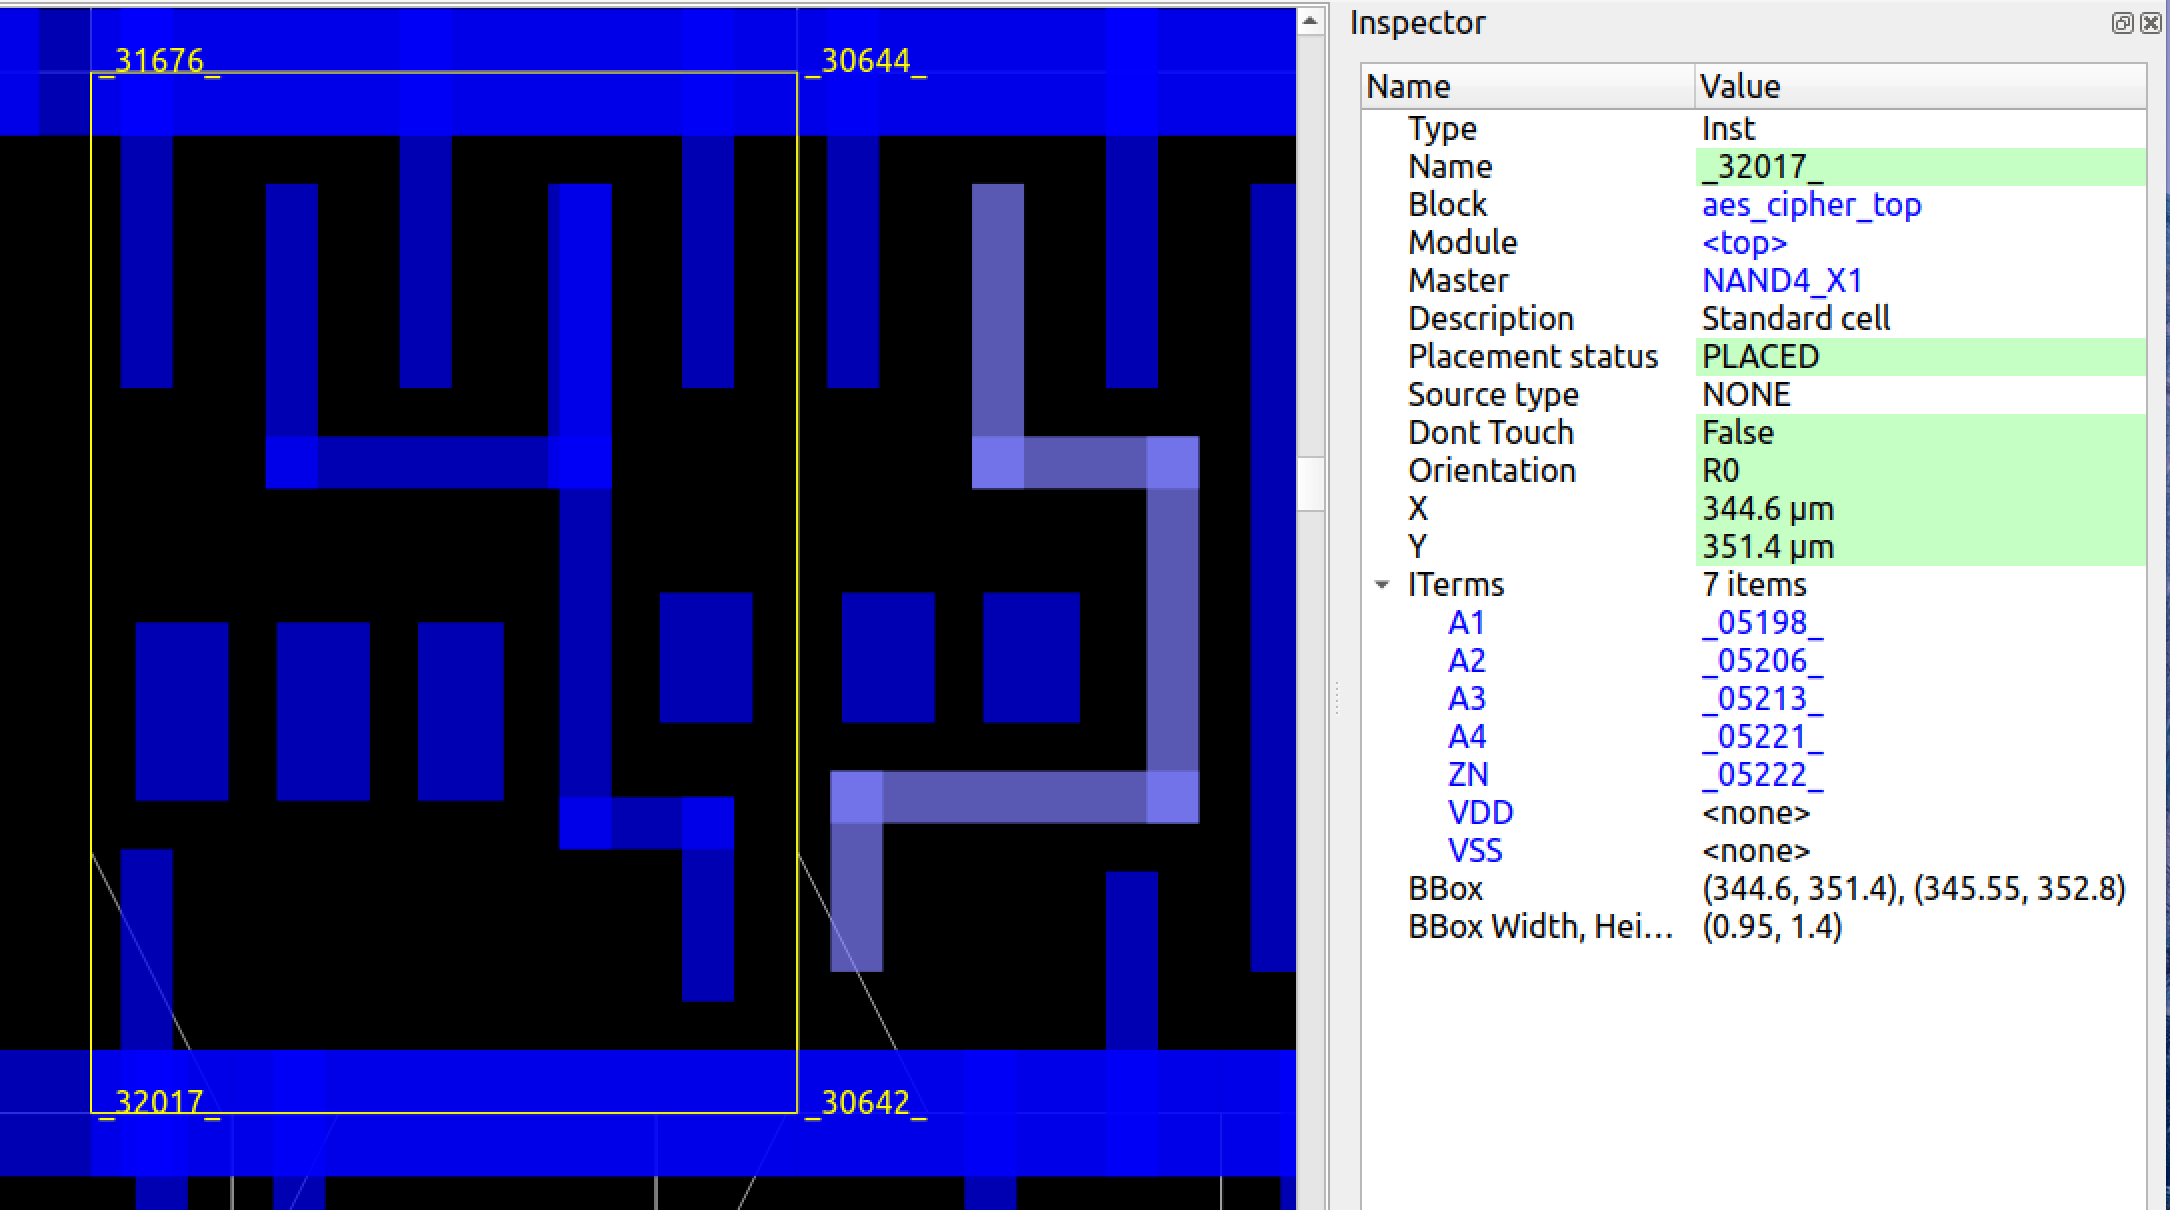 _31676_
_30644_
_32017_
_30642_
Inspector
Name Value
Type Inst
Name _32017_
Block aes_cipher_top
Module <top>
Master NAND4_X1
Description Standard cell
Placement status PLACED
Source type NONE
Dont Touch False
Orientation R0
X 344.6 µm
Y 351.4 µm
ITerms 7 items
A1 _05198_
A2 _05206_
A3 _05213_
A4 _05221_
ZN _05222_
VDD <none>
VSS <none>
BBox (344.6, 351.4), (345.55, 352.8)
BBox Width, Hei... (0.95, 1.4)